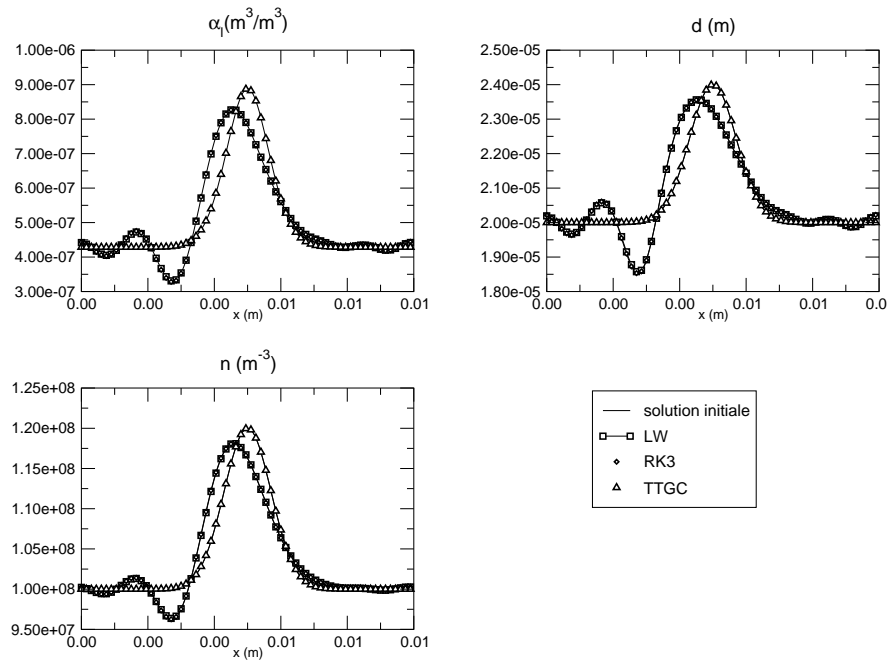 α_l(m³/m³)
1.00e-06
9.00e-07
8.00e-07
7.00e-07
6.00e-07
5.00e-07
4.00e-07
3.00e-07
0.00 0.00 0.00 0.01 0.01 0.01
x (m)
d (m)
2.50e-05
2.40e-05
2.20e-05
2.10e-05
2.00e-05
1.90e-05
1.80e-05
0.00 0.00 0.00 0.01 0.01 0.0
x (m)
n (m⁻³)
1.25e+08
1.20e+08
1.15e+08
1.10e+08
1.05e+08
1.00e+08
9.50e+07
0.00 0.00 0.00 0.01 0.01 0.01
x (m)
solution initiale
LW
RK3
TTGC